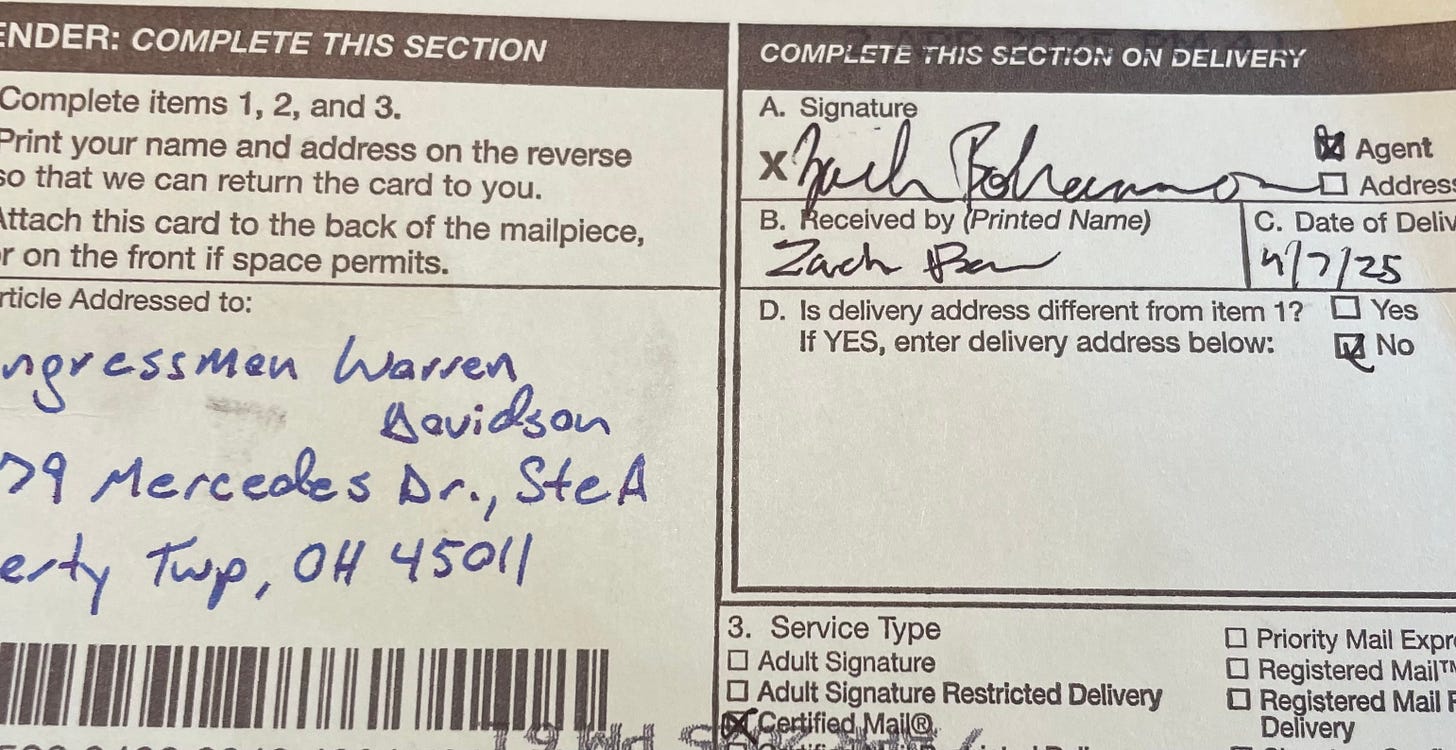 ENDER: COMPLETE THIS SECTION
Complete items 1, 2, and 3.
Print your name and address on the reverse
so that we can return the card to you.
Attach this card to the back of the mailpiece,
r on the front if space permits.
rticle Addressed to:
ngressman Warren
Davidson
79 Mercedes Dr., Ste A
erty Twp, OH 45011
COMPLETE THIS SECTION ON DELIVERY
A. Signature
X Zach Bohannon
Agent
Address
B. Received by (Printed Name)
Zach
C. Date of Deliv
4/7/25
D. Is delivery address different from item 1?
Yes
If YES, enter delivery address below:
No
3. Service Type
Adult Signature
Adult Signature Restricted Delivery
Certified Mail®
Priority Mail Expr
Registered Mail™
Registered Mail R
Delivery